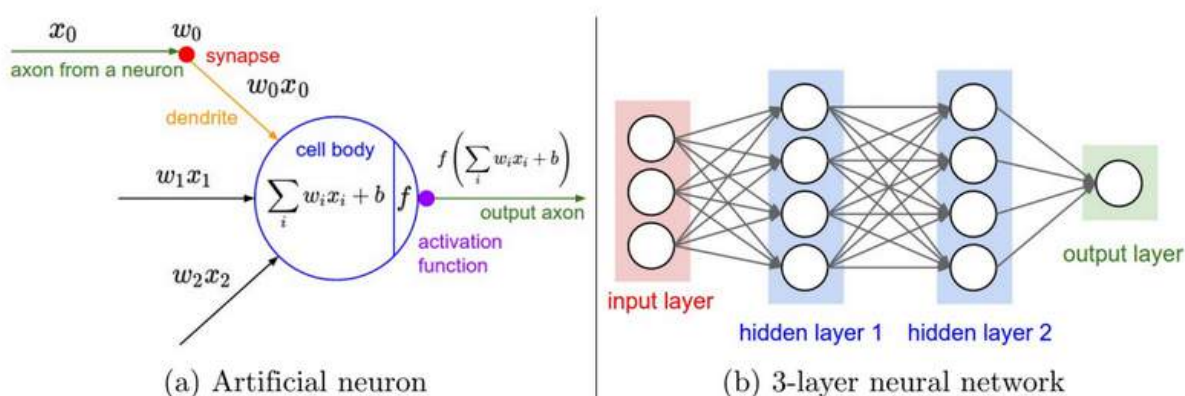 x₀ w₀
synapse
axon from a neuron
w₀x₀
dendrite
cell body
f(∑ᵢ wᵢxᵢ + b)
w₁x₁
∑ᵢ wᵢxᵢ + b f
output axon
activation
function
w₂x₂
(a) Artificial neuron
input layer
hidden layer 1
hidden layer 2
output layer
(b) 3-layer neural network